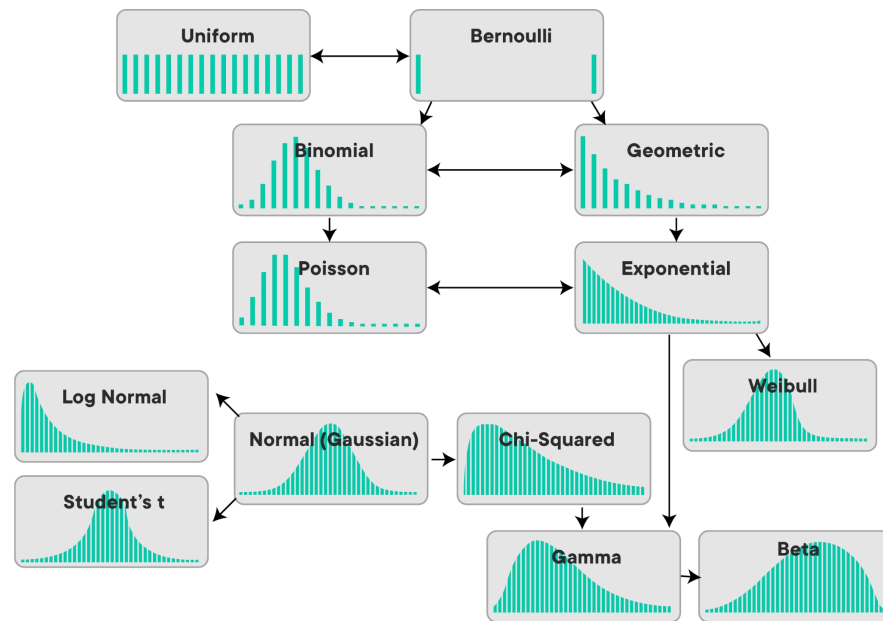 Uniform
Bernoulli
Binomial
Geometric
Poisson
Exponential
Log Normal
Weibull
Normal (Gaussian)
Chi-Squared
Student's t
Gamma
Beta